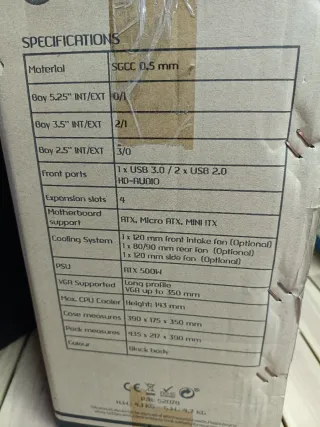 SPECIFICATIONS
Material SGCC 0.5 mm
Bay 5.25" INT/EXT 0/1
Bay 3.5" INT/EXT 2/1
Bay 2.5" INT/EXT 3/0
Front ports 1 x USB 3.0 / 2 x USB 2.0
HD-AUDIO
Expansion slots 4
Motherboard support ATX, Micro ATX, MINI ITX
Cooling System 1 x 120 mm front intake fan (Optional)
1 x 80/90 mm rear fan (Optional)
1 x 120 mm side fan (Optional)
PSU ATX 500W
VGA Supported Long profile
VGA up to 350 mm
Max. CPU Cooler Height: 143 mm
Case measures 390 x 175 x 350 mm
Pack measures 435 x 217 x 390 mm
Colour Black body
CE
P/N: 52078